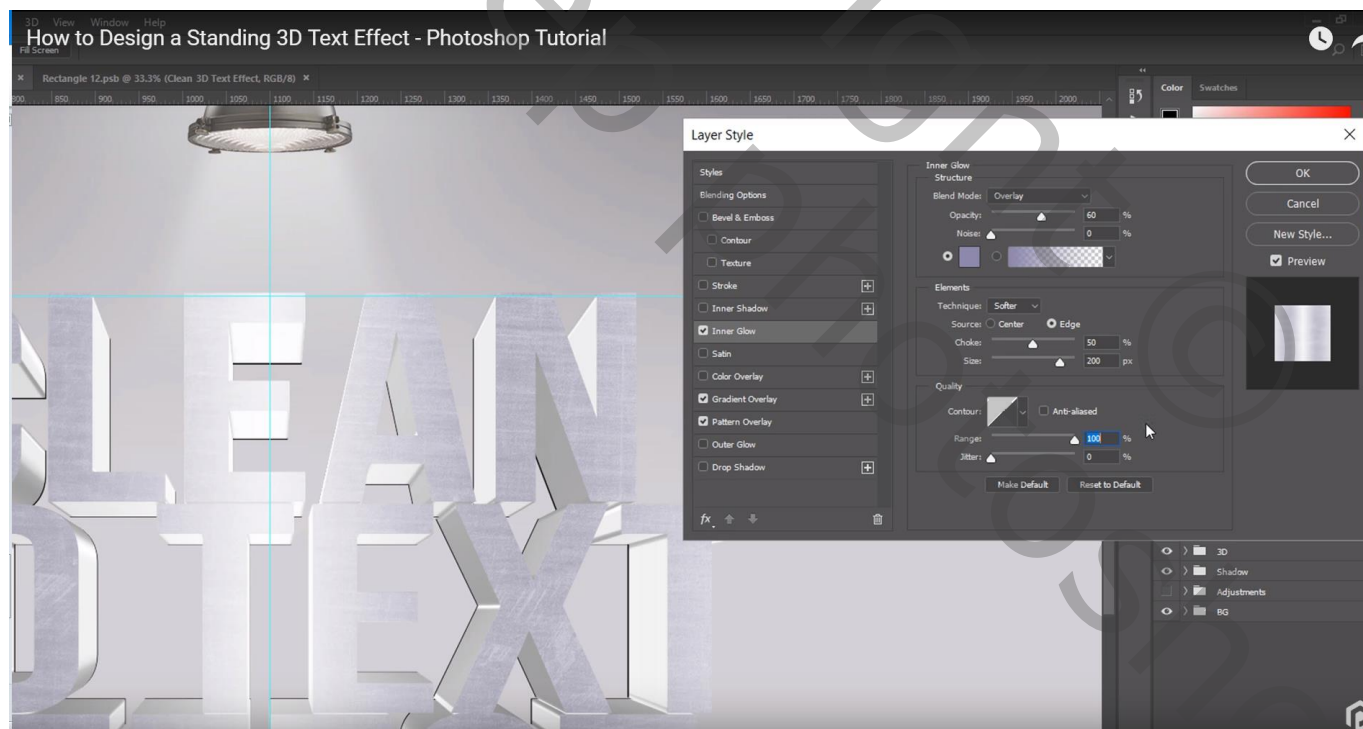 3D View Window Help
How to Design a Standing 3D Text Effect - Photoshop Tutorial
Fill Screen
Rectangle 12.psb @ 33.3% (Clean 3D Text Effect, RGB/8) ×
850 900 950 1000 1050 1100 1150 1200 1250 1300 1350 1400 1450 1500 1550 1600 1650 1700 1750 1800 1850 1900 1950 2000
Color Swatches
Layer Style
Styles
Blending Options
Bevel & Emboss
Contour
Texture
Stroke
Inner Shadow
Inner Glow
Satin
Color Overlay
Gradient Overlay
Pattern Overlay
Outer Glow
Drop Shadow
fx
Inner Glow
Structure
Blend Mode: Overlay
Opacity: 60 %
Noise: 0 %
Elements
Technique: Softer
Source: Center Edge
Choke: 50 %
Size: 200 px
Quality
Contour: Anti-aliased
Range: 100 %
Jitter: 0 %
Make Default Reset to Default
OK
Cancel
New Style...
Preview
3D
Shadow
Adjustments
BG
CLEAN
D TEXT